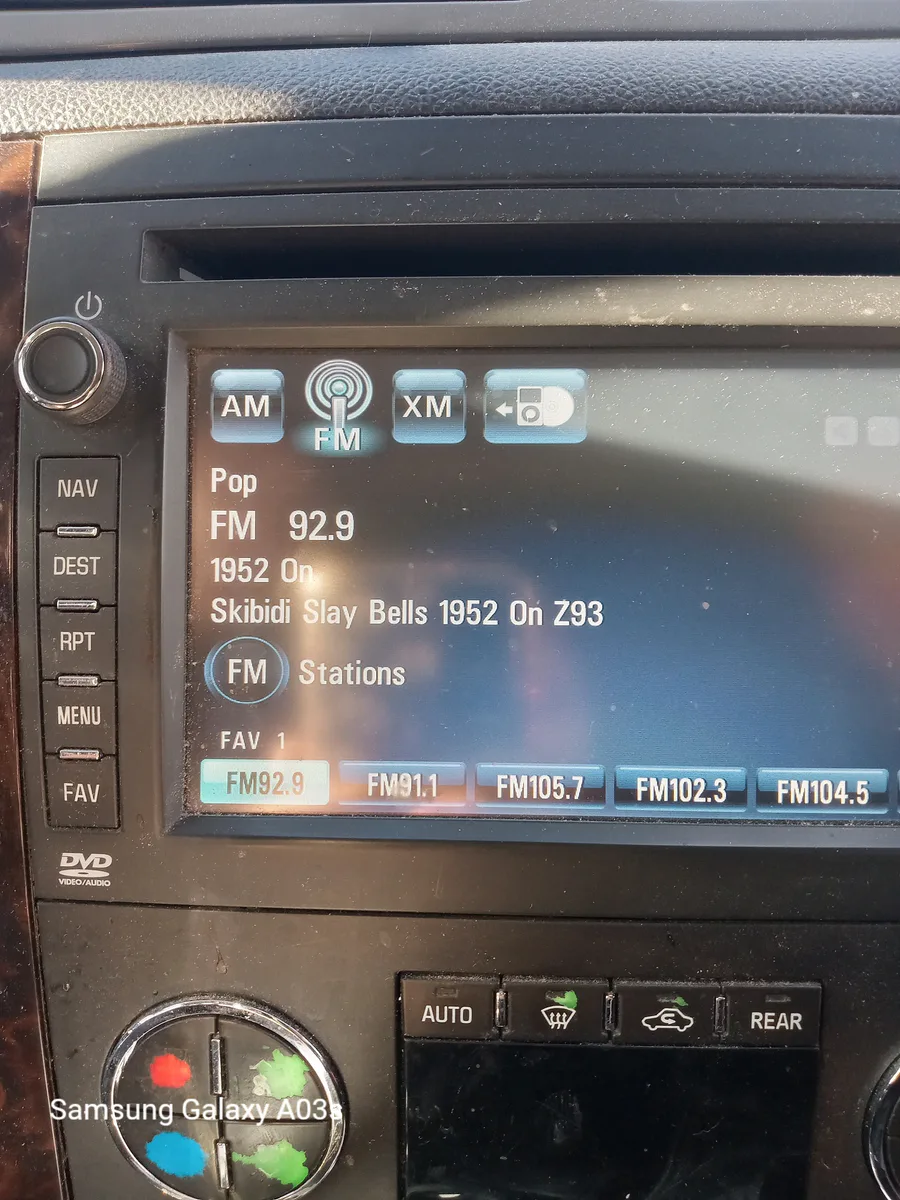 AM FM XM
Pop
FM 92.9
1952 On
Skibidi Slay Bells 1952 On Z93
FM Stations
FAV 1
FM92.9 FM91.1 FM105.7 FM102.3 FM104.5
NAV
DEST
RPT
MENU
FAV
DVD
VIDEO/AUDIO
AUTO REAR
Samsung Galaxy A03s